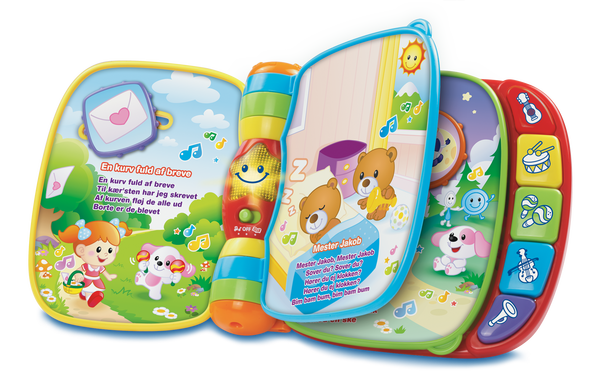 En kurv fuld af breve
En kurv fuld af breve
Til kær'sten har jeg skrevet
Af kurven fløj de alle ud
Borte er de blevet
Mester Jakob
Mester Jakob, Mester Jakob
Sover du? Sover du?
Hører du ej klokken?
Hører du ej klokken?
Bim bam bum, bim bam bum